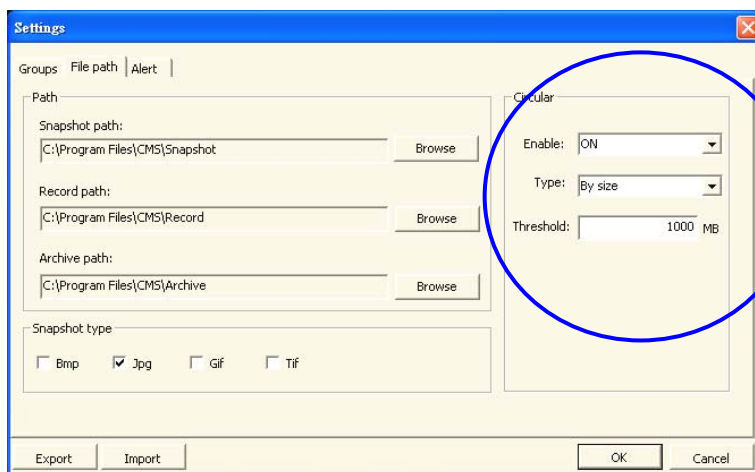 Settings
Groups File path Alert
Path
Snapshot path:
C:\Program Files\CMS\Snapshot Browse
Record path:
C:\Program Files\CMS\Record Browse
Archive path:
C:\Program Files\CMS\Archive Browse
Snapshot type
Bmp Jpg Gif Tif
Circular
Enable: ON
Type: By size
Threshold: 1000 MB
Export Import OK Cancel